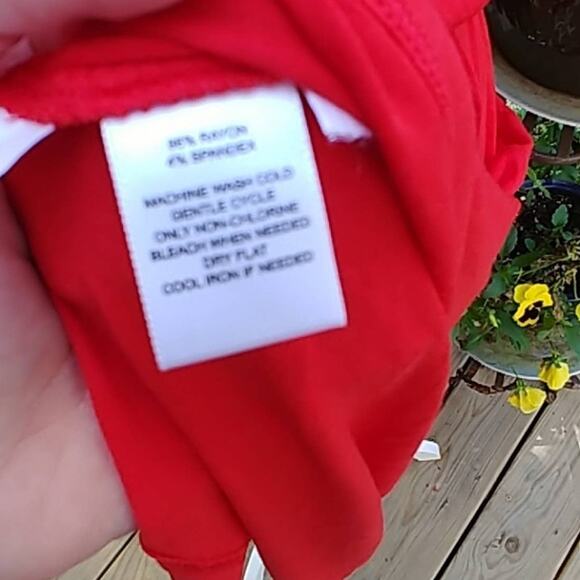 96% RAYON
4% SPANDEX
MACHINE WASH COLD
GENTLE CYCLE
ONLY NON-CHLORINE
BLEACH WHEN NEEDED
DRY FLAT
COOL IRON IF NEEDED